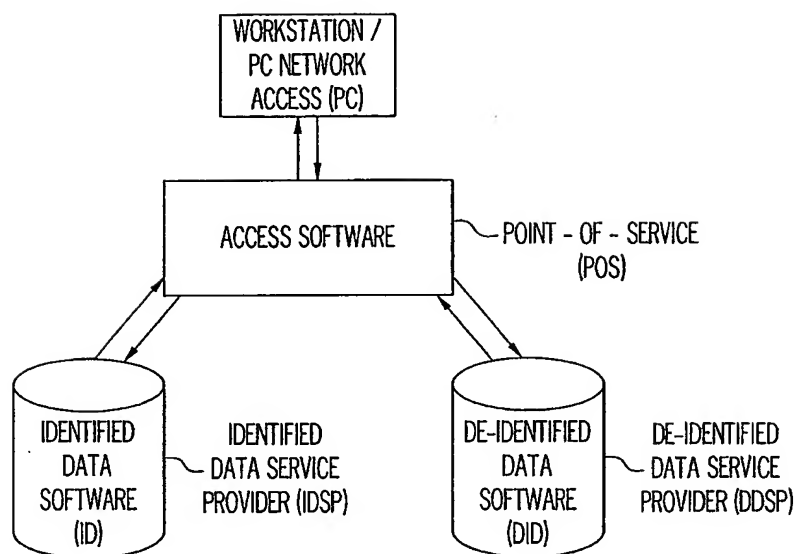 WORKSTATION /
PC NETWORK
ACCESS (PC)
ACCESS SOFTWARE
POINT - OF - SERVICE
(POS)
IDENTIFIED
DATA
SOFTWARE
(ID)
IDENTIFIED
DATA SERVICE
PROVIDER (IDSP)
DE-IDENTIFIED
DATA
SOFTWARE
(DID)
DE-IDENTIFIED
DATA SERVICE
PROVIDER (DDSP)